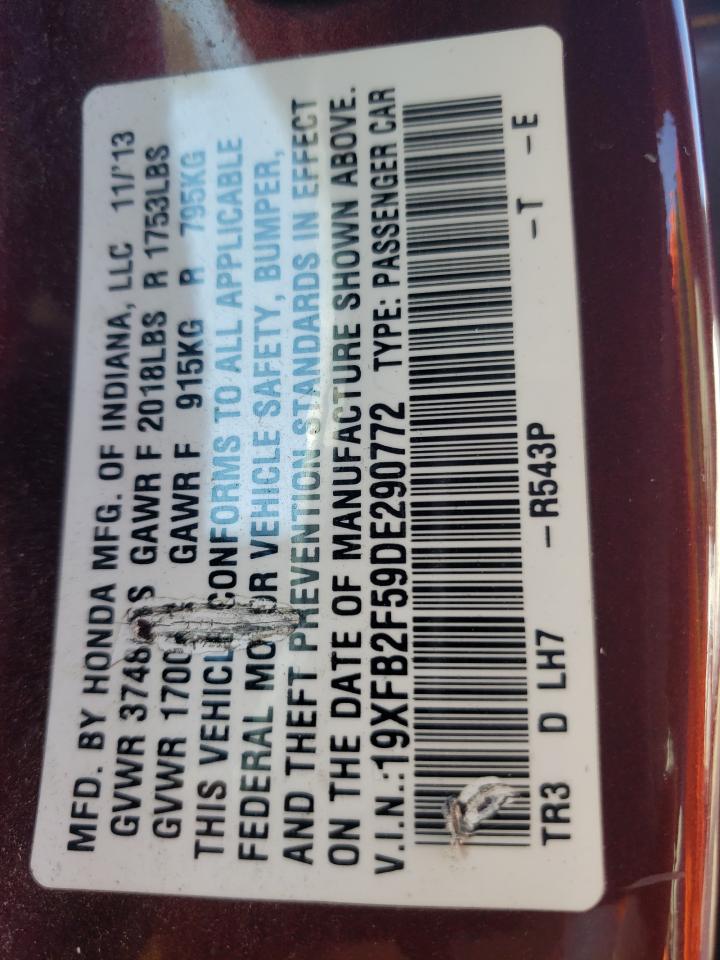 MFD. BY HONDA MFG. OF INDIANA, LLC 11/'13
GVWR 3748 S GAWR F 2018LBS R 1753LBS
GVWR 1700 GAWR F 915KG R 795KG
THIS VEHICL CONFORMS TO ALL APPLICABLE
FEDERAL MO OR VEHICLE SAFETY, BUMPER,
AND THEFT PREVENTION STANDARDS IN EFFECT
ON THE DATE OF MANUFACTURE SHOWN ABOVE.
V.I.N.:19XFB2F59DE290772 TYPE: PASSENGER CAR
TR3 D LH7 -R543P -T -E